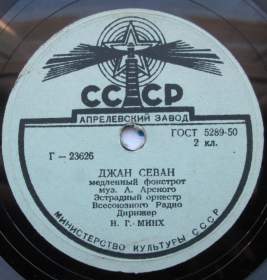 СССР
АПРЕЛЕВСКИЙ ЗАВОД
ГОСТ 5289-50
2 кл.
Г — 23626
ДЖАН СЕВАН
медленный фокстрот
муз. А. Арского
Эстрадный оркестр
Всесоюзного Радио
Дирижер
Н. Г. МИНХ
МИНИСТЕРСТВО КУЛЬТУРЫ СССР